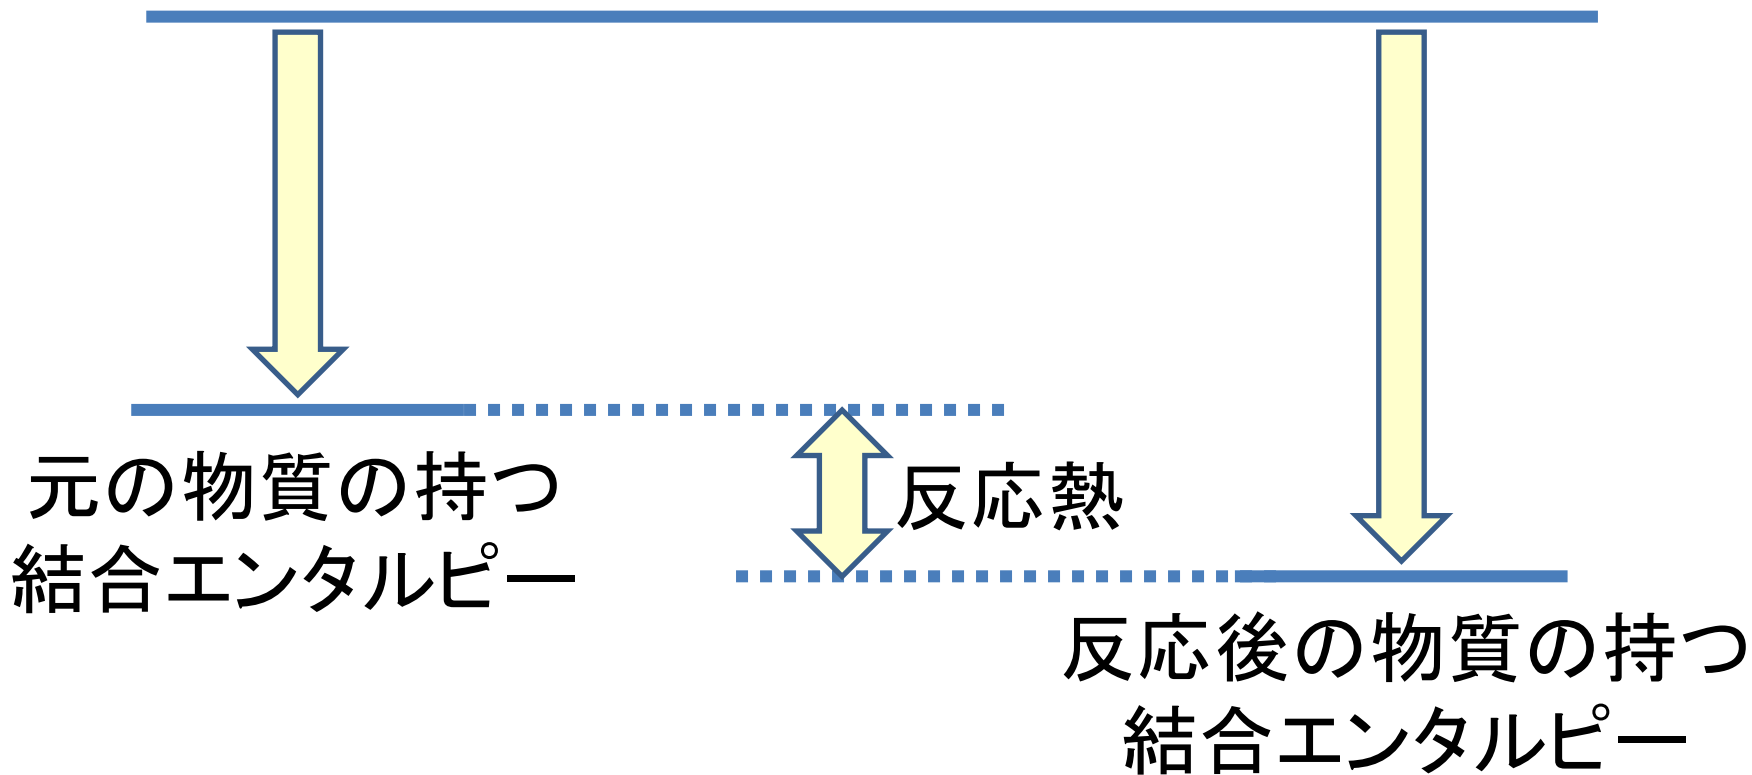 元の物質の持つ
結合エンタルピー
反応熱
反応後の物質の持つ
結合エンタルピー